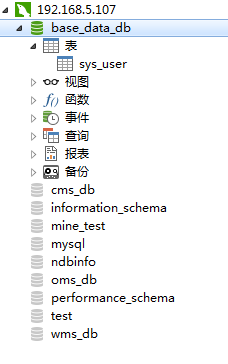 192.168.5.107
base_data_db
表
sys_user
视图
函数
事件
查询
报表
备份
cms_db
information_schema
mine_test
mysql
ndbinfo
oms_db
performance_schema
test
wms_db